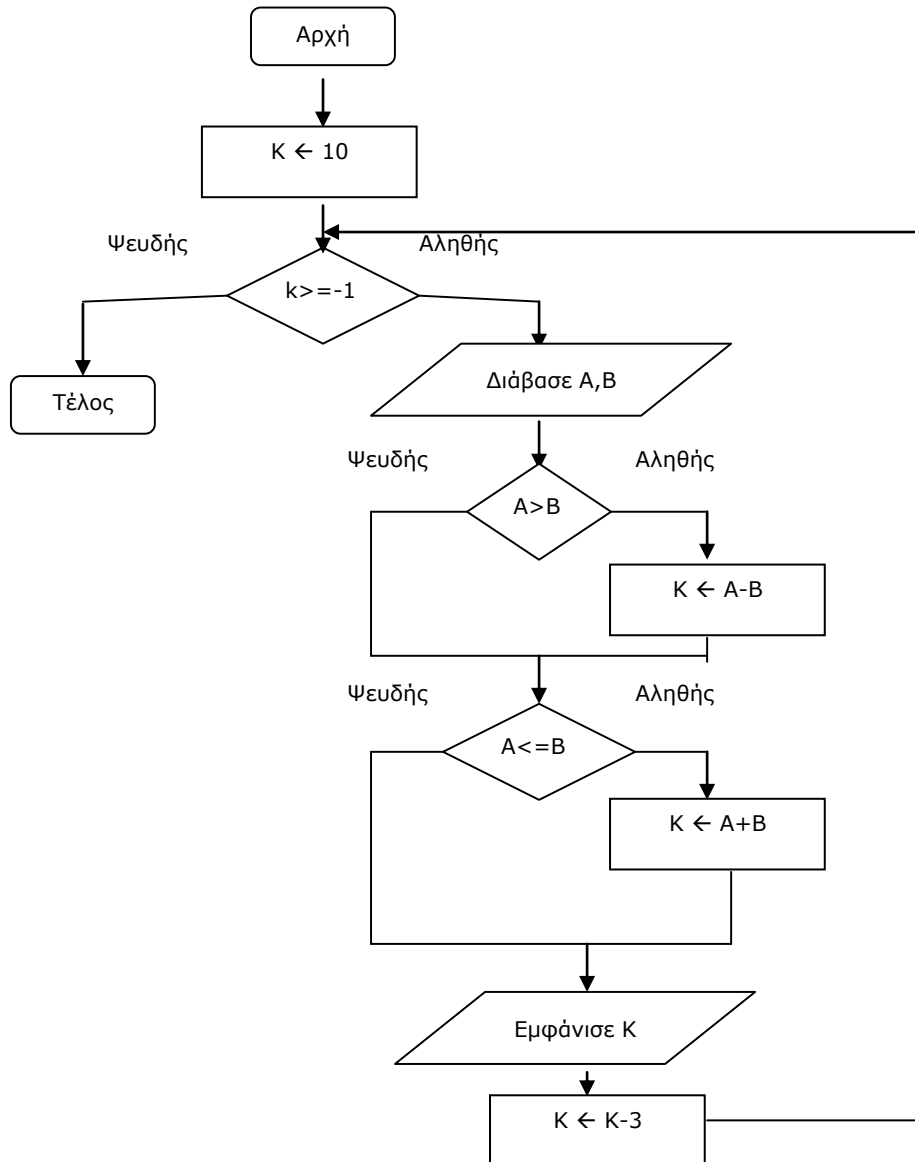 Αρχή
Κ ← 10
Ψευδής
Αληθής
k>=-1
Διάβασε Α,Β
Τέλος
Ψευδής
Αληθής
Α>Β
Κ ← Α-Β
Ψευδής
Αληθής
Α<=Β
Κ ← Α+Β
Εμφάνισε Κ
Κ ← Κ-3